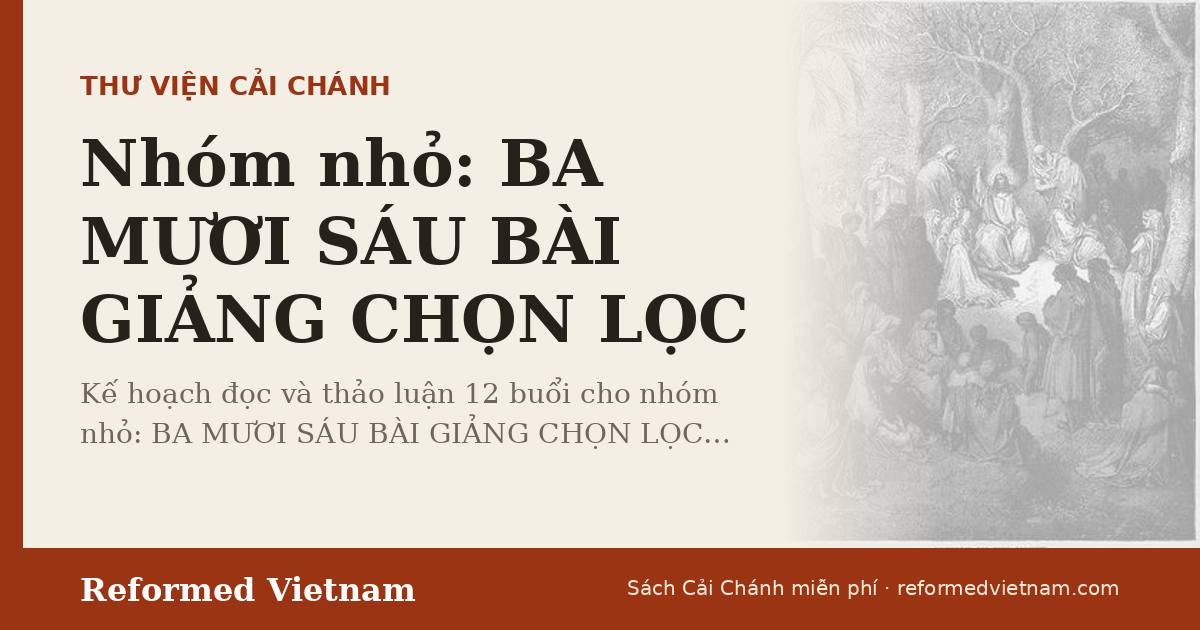 THƯ VIỆN CẢI CHÁNH
Nhóm nhỏ: BA
MƯƠI SÁU BÀI
GIẢNG CHỌN LỌC
Kế hoạch đọc và thảo luận 12 buổi cho nhóm
nhỏ: BA MƯƠI SÁU BÀI GIẢNG CHỌN LỌC...
Reformed Vietnam
Sách Cải Chánh miễn phí · reformedvietnam.com